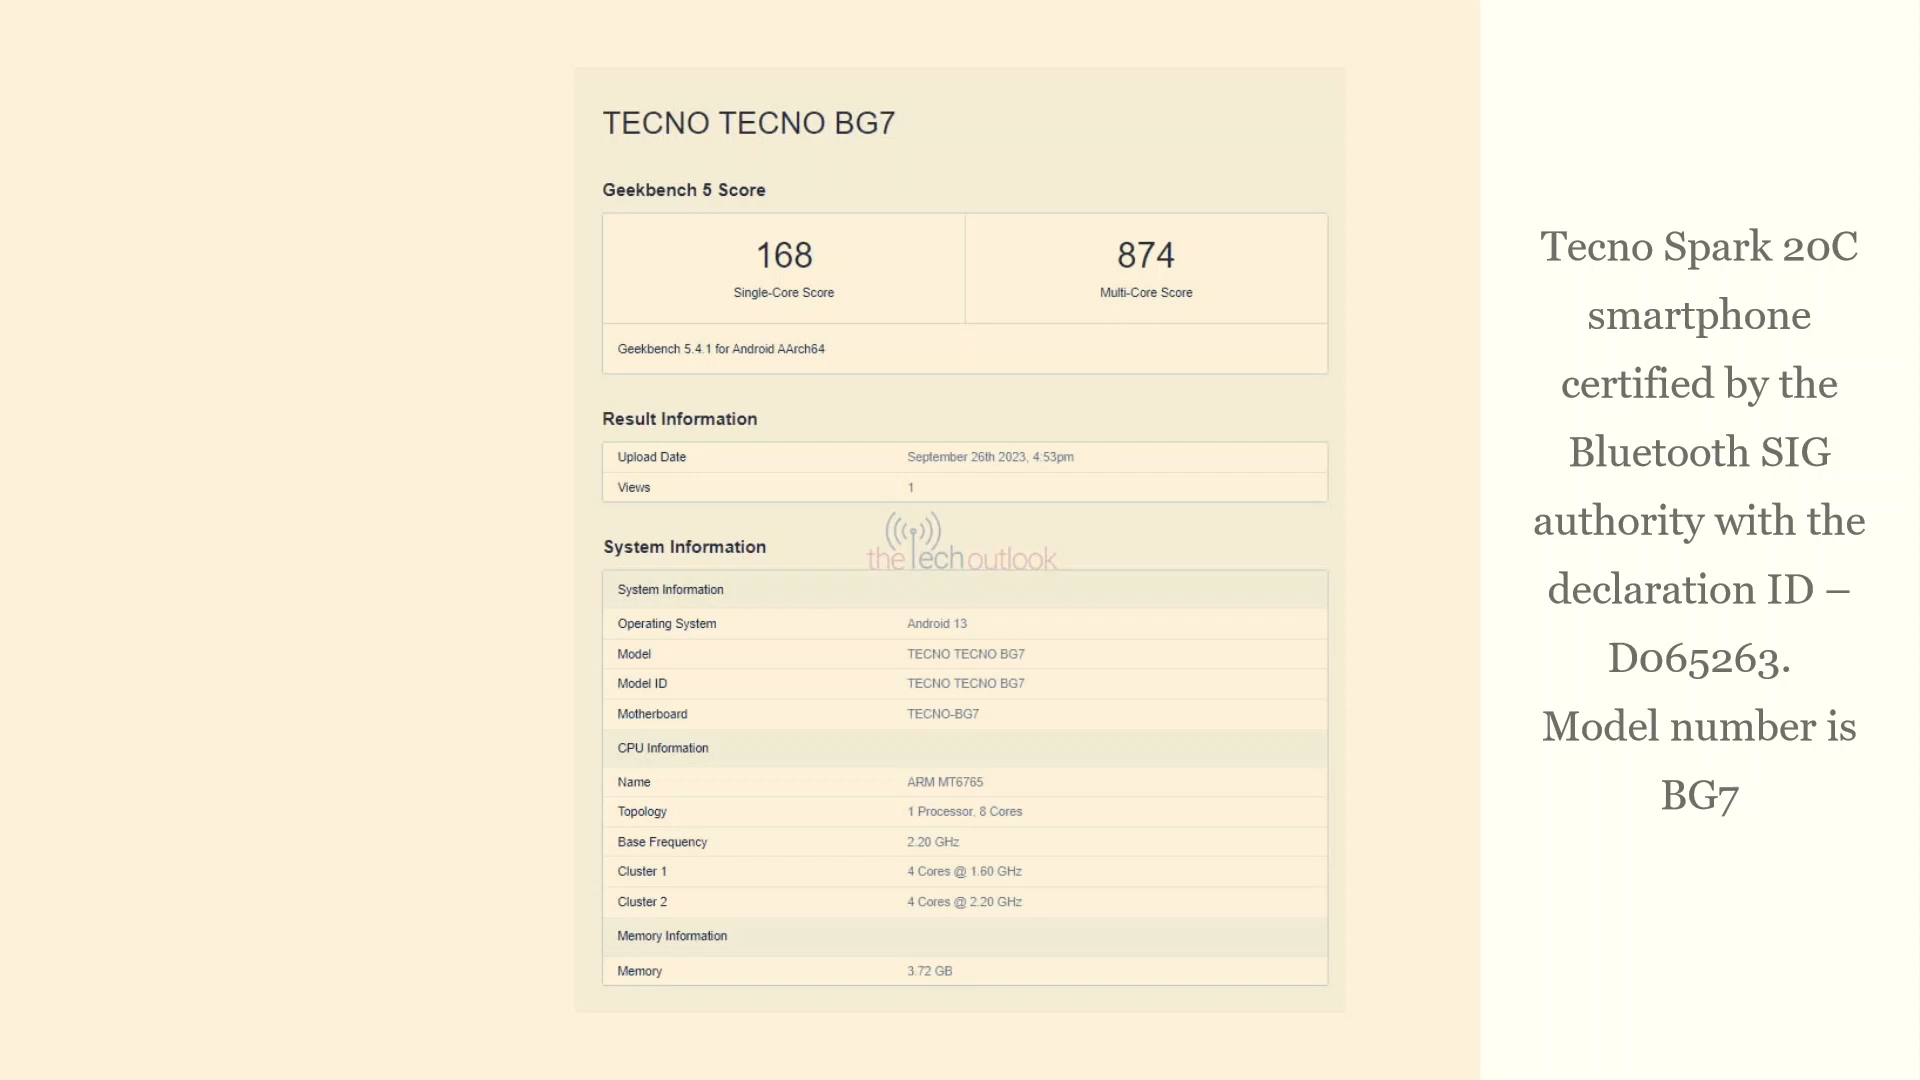 TECNO TECNO BG7
Geekbench 5 Score
168
874
Single-Core Score
Multi-Core Score
Geekbench 5.4.1 for Android AArch64
Result Information
Upload Date September 26th 2023, 4:53pm
Views 1
theTechoutlook
System Information
System Information
Operating System Android 13
Model TECNO TECNO BG7
Model ID TECNO TECNO BG7
Motherboard TECNO-BG7
CPU Information
Name ARM MT6765
Topology 1 Processor, 8 Cores
Base Frequency 2.20 GHz
Cluster 1 4 Cores @ 1.60 GHz
Cluster 2 4 Cores @ 2.20 GHz
Memory Information
Memory 3.72 GB
Tecno Spark 20C
smartphone
certified by the
Bluetooth SIG
authority with the
declaration ID –
D065263.
Model number is
BG7